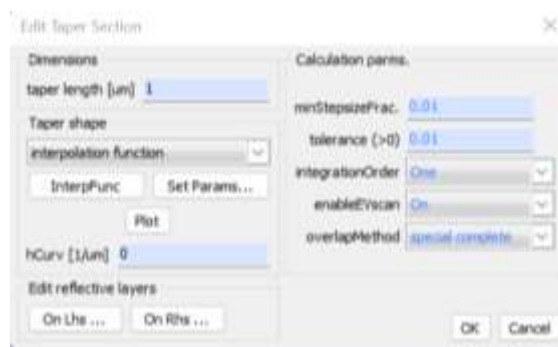 Edit Taper Section
Dimensions
taper length [um] 1
Taper shape
interpolation function
InterpFunc
Set Params...
Plot
hCurv [1/um] 0
Edit reflective layers
On Lhs ...
On Rhs ...
Calculation parms.
minStepsizeFrac. 0.01
tolerance (>0) 0.01
integrationOrder One
enableEVscan On
overlapMethod special complete...
OK
Cancel